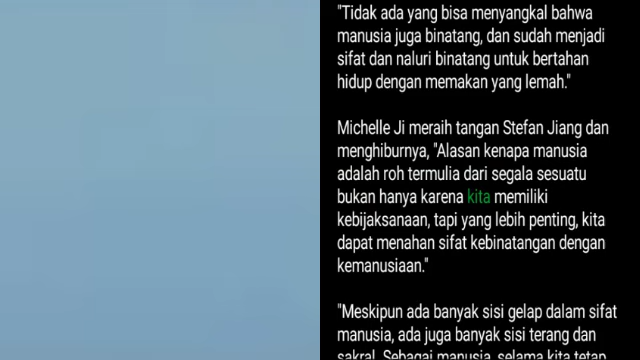 "Tidak ada yang bisa menyangkal bahwa
manusia juga binatang, dan sudah menjadi
sifat dan naluri binatang untuk bertahan
hidup dengan memakan yang lemah."
Michelle Ji meraih tangan Stefan Jiang dan
menghiburnya, "Alasan kenapa manusia
adalah roh termulia dari segala sesuatu
bukan hanya karena kita memiliki
kebijaksanaan, tapi yang lebih penting, kita
dapat menahan sifat kebinatangan dengan
kemanusiaan."
"Meskipun ada banyak sisi gelap dalam sifat
manusia, ada juga banyak sisi terang dan
sakral. Sebagai manusia, selama kita tetap